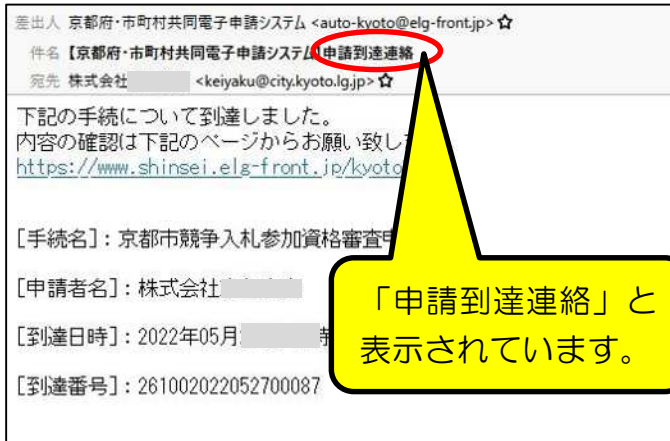 差出人 京都府・市町村共同電子申請システム <auto-kyoto@elg-front.jp>☆
件名 【京都府・市町村共同電子申請システム】申請到達連絡
宛先 株式会社 <keiyaku@city.kyoto.lg.jp>☆
下記の手続について到達しました。
内容の確認は下記のページからお願い致し
https://www.shinsei.elg-front.jp/kyoto
[手続名]：京都市競争入札参加資格審査申
[申請者名]：株式会社
[到達日時]：2022年05月
[到達番号]：261002022052700087
「申請到達連絡」と
表示されています。